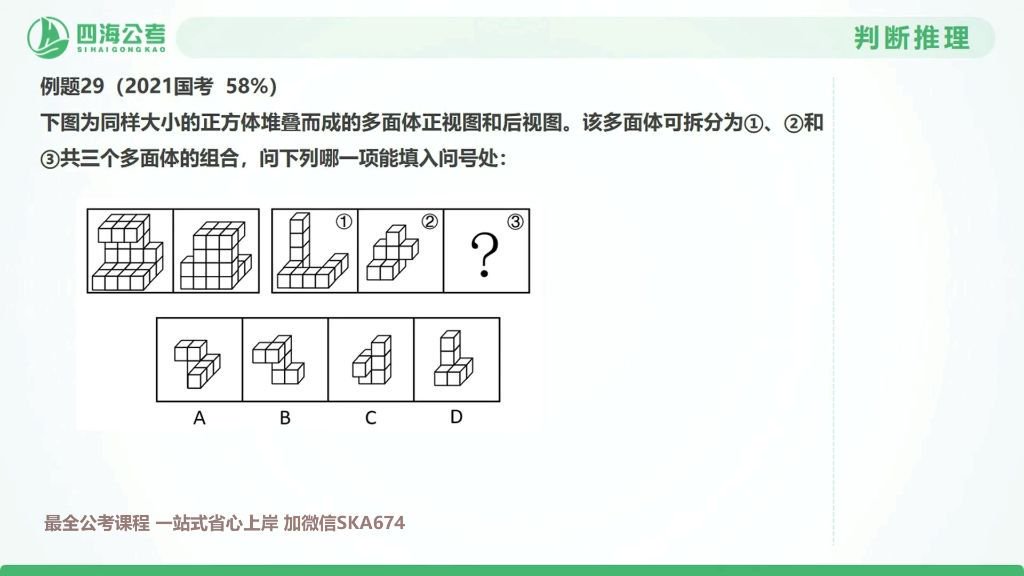 四海公考
SIHAIGONGKAO
判断推理
例题29（2021国考 58%）
下图为同样大小的正方体堆叠而成的多面体正视图和后视图。该多面体可拆分为①、②和
③共三个多面体的组合，问下列哪一项能填入问号处：
① ② ③
?
A B C D
最全公考课程 一站式省心上岸 加微信SKA674